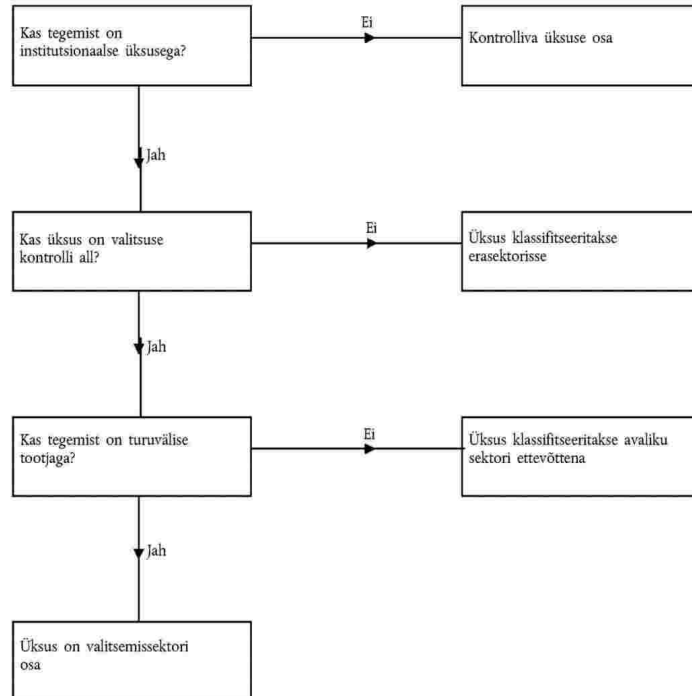 Kas tegemist on
institutsionaalse üksusega?
Ei
Kontrolliva üksuse osa
Jah
Kas üksus on valitsuse
kontrolli all?
Ei
Üksus klassifitseeritakse
erasektorisse
Jah
Kas tegemist on turuvälise
tootjaga?
Ei
Üksus klassifitseeritakse avaliku
sektori ettevõttena
Jah
Üksus on valitsemissektori
osa